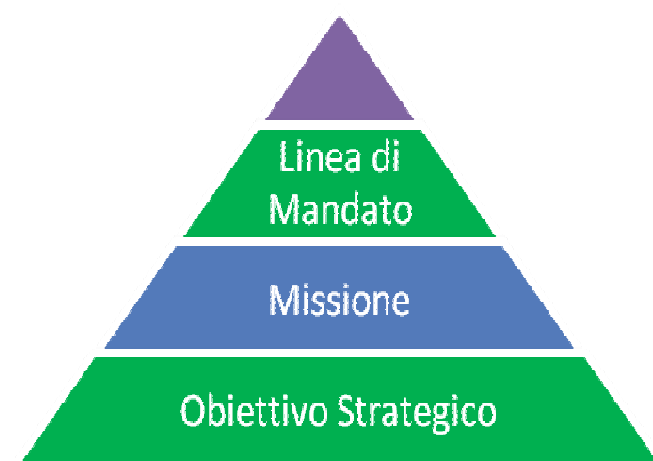 Linea di
Mandato
Missione
Obiettivo Strategico